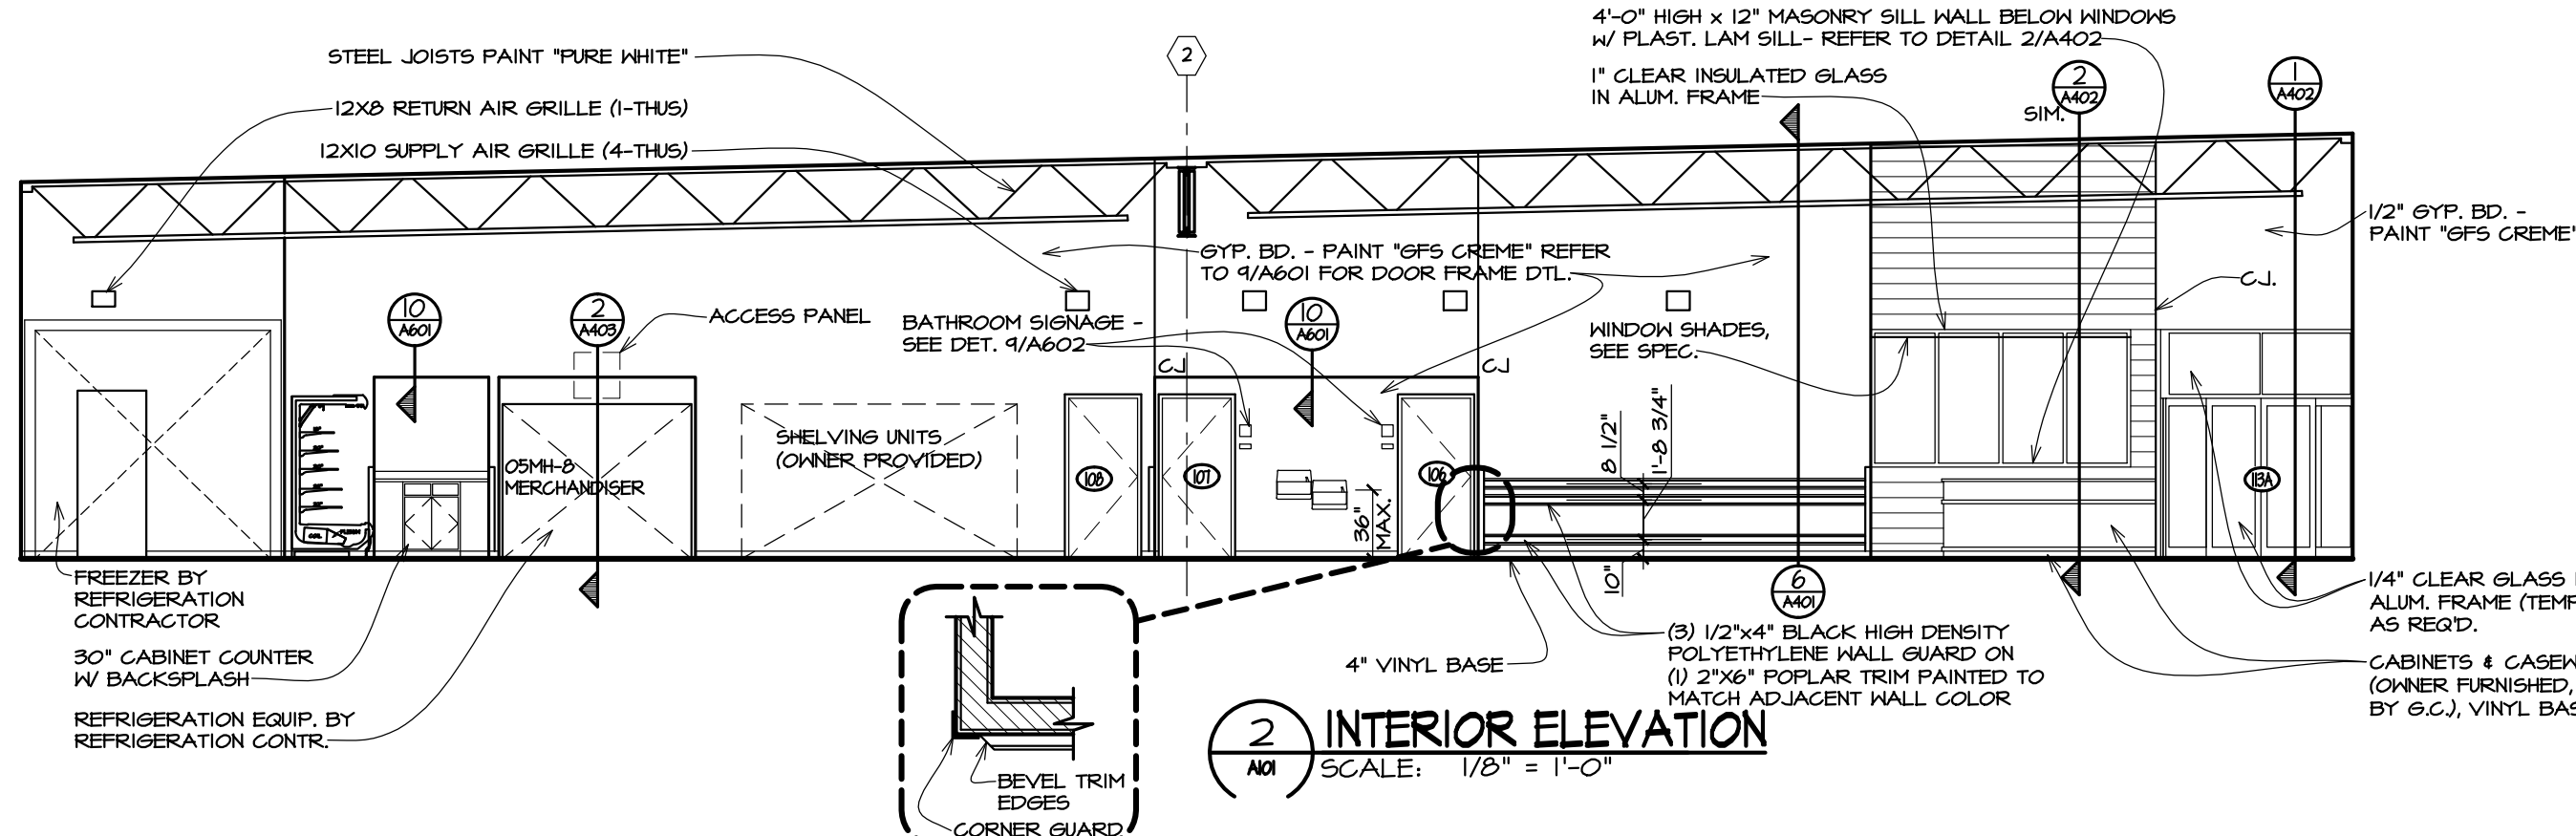 STEEL JOISTS PAINT "PURE WHITE"
12X8 RETURN AIR GRILLE (1-THUS)
12X10 SUPPLY AIR GRILLE (4-THUS)
2
4'-0" HIGH x 12" MASONRY SILL WALL BELOW WINDOWS
W/ PLAST. LAM SILL- REFER TO DETAIL 2/A402
1" CLEAR INSULATED GLASS
IN ALUM. FRAME
2
A402
SIM.
1
A402
1/2" GYP. BD. -
PAINT "GFS CREME"
C.J.
GYP. BD. - PAINT "GFS CREME" REFER
TO 9/A601 FOR DOOR FRAME DTL.
10
A601
2
A403
ACCESS PANEL
BATHROOM SIGNAGE -
SEE DET. 9/A602
10
A601
WINDOW SHADES,
SEE SPEC.
CJ
CJ
SHELVING UNITS
(OWNER PROVIDED)
05MH-8
MERCHANDISER
108
107
106
113A
8 1/2"
1'-8 3/4"
36"
MAX.
10"
COIL
6
A401
FREEZER BY
REFRIGERATION
CONTRACTOR
30" CABINET COUNTER
W/ BACKSPLASH
REFRIGERATION EQUIP. BY
REFRIGERATION CONTR.
4" VINYL BASE
(3) 1/2"x4" BLACK HIGH DENSITY
POLYETHYLENE WALL GUARD ON
(1) 2"X6" POPLAR TRIM PAINTED TO
MATCH ADJACENT WALL COLOR
1/4" CLEAR GLASS
ALUM. FRAME (TEMP
AS REQ'D.
CABINETS & CASEW
(OWNER FURNISHED,
BY G.C.), VINYL BAS
BEVEL TRIM
EDGES
CORNER GUARD
2
A101
INTERIOR ELEVATION
SCALE: 1/8" = 1'-0"